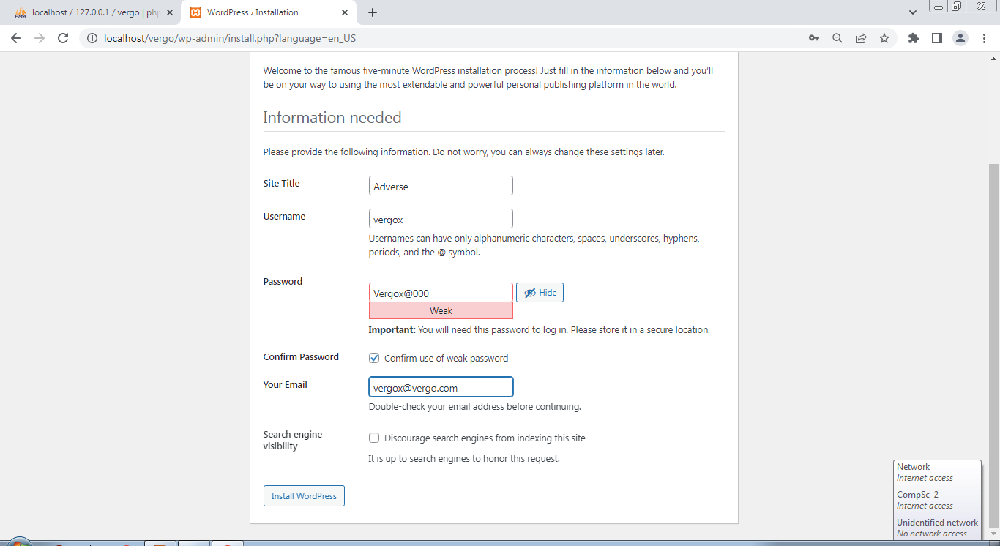 localhost / 127.0.0.1 / vergo | php
WordPress › Installation
localhost/vergo/wp-admin/install.php?language=en_US
Welcome to the famous five-minute WordPress installation process! Just fill in the information below and you'll
be on your way to using the most extendable and powerful personal publishing platform in the world.
Information needed
Please provide the following information. Do not worry, you can always change these settings later.
Site Title
Adverse
Username
vergox
Usernames can have only alphanumeric characters, spaces, underscores, hyphens,
periods, and the @ symbol.
Password
Vergox@000
Hide
Weak
Important: You will need this password to log in. Please store it in a secure location.
Confirm Password
Confirm use of weak password
Your Email
vergox@vergo.com
Double-check your email address before continuing.
Search engine
visibility
Discourage search engines from indexing this site
It is up to search engines to honor this request.
Install WordPress
Network
Internet access
CompSc 2
Internet access
Unidentified network
No network access